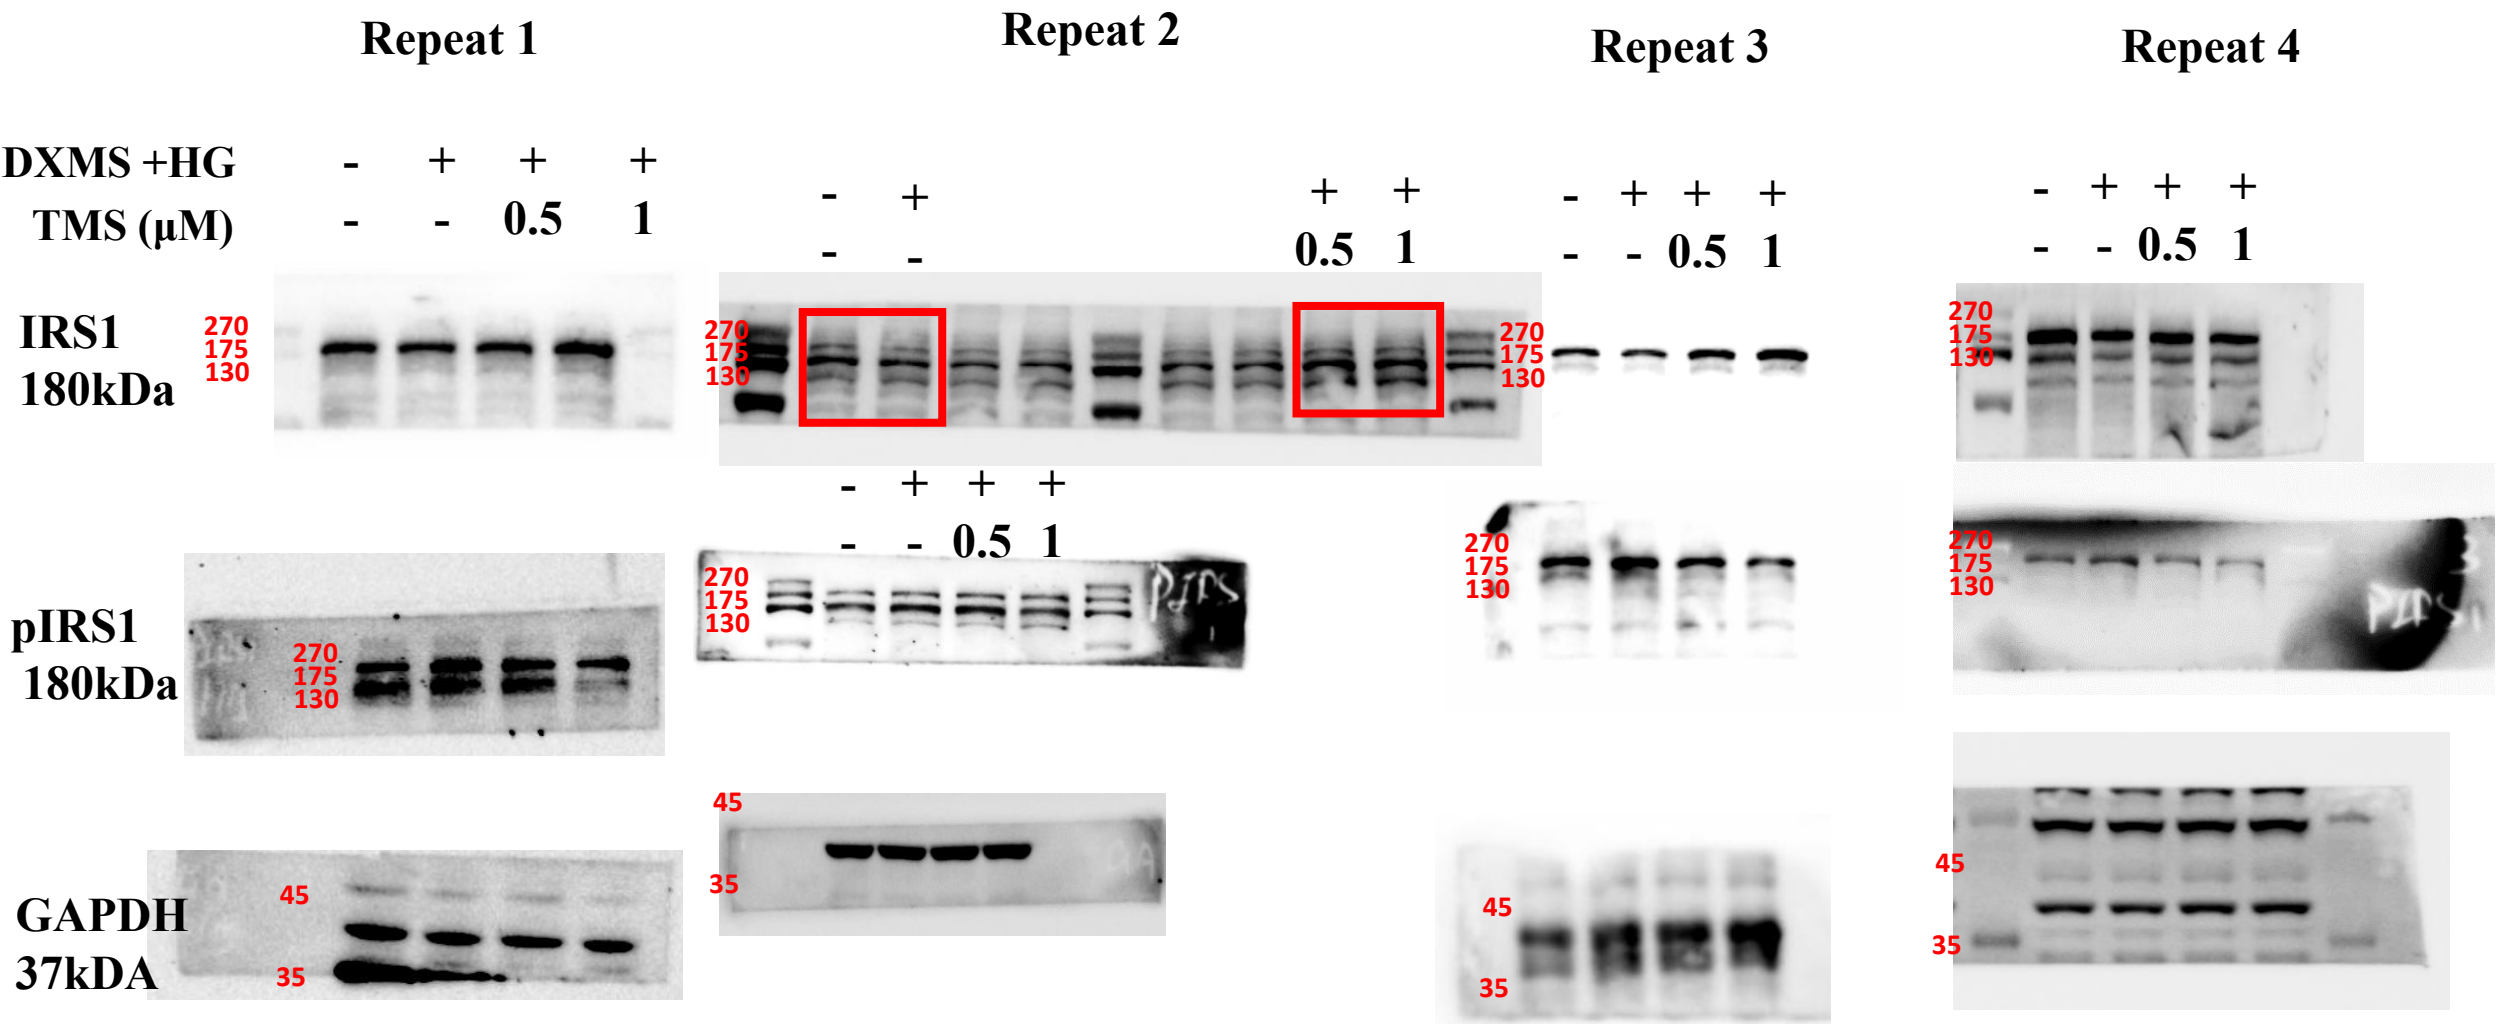 Repeat 1
Repeat 2
Repeat 3
Repeat 4
DXMS +HG - + + +
TMS (μM) - - 0.5 1
- + + +
- - 0.5 1
- + + +
- - 0.5 1
- + + +
- - 0.5 1
IRS1
180kDa
270
175
130
270
175
130
270
175
130
270
175
130
- + + +
- - 0.5 1
pIRS1
180kDa
270
175
130
270
175
130
PIRS
1
270
175
130
270
175
130
PIRS1
GAPDH
37kDA
45
35
45
35
45
35
45
35